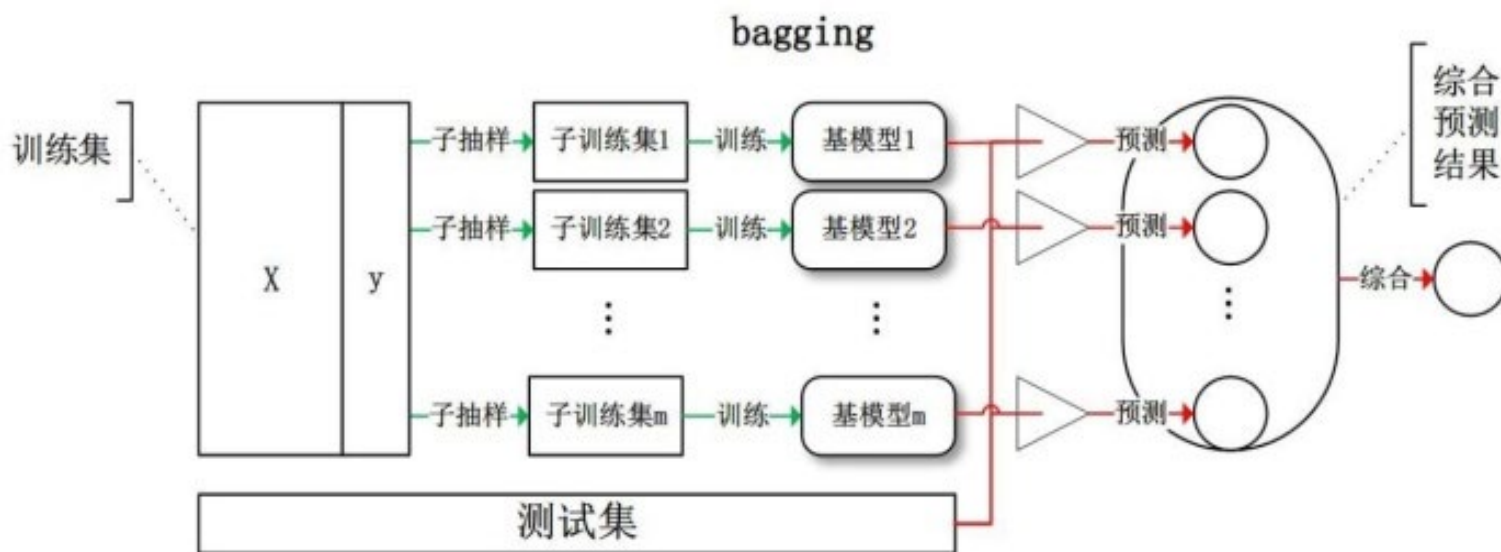 bagging
训练集
X
y
子抽样
子训练集1
训练
基模型1
预测
子抽样
子训练集2
训练
基模型2
预测
子抽样
子训练集m
训练
基模型m
预测
测试集
综合
预测
结果
综合